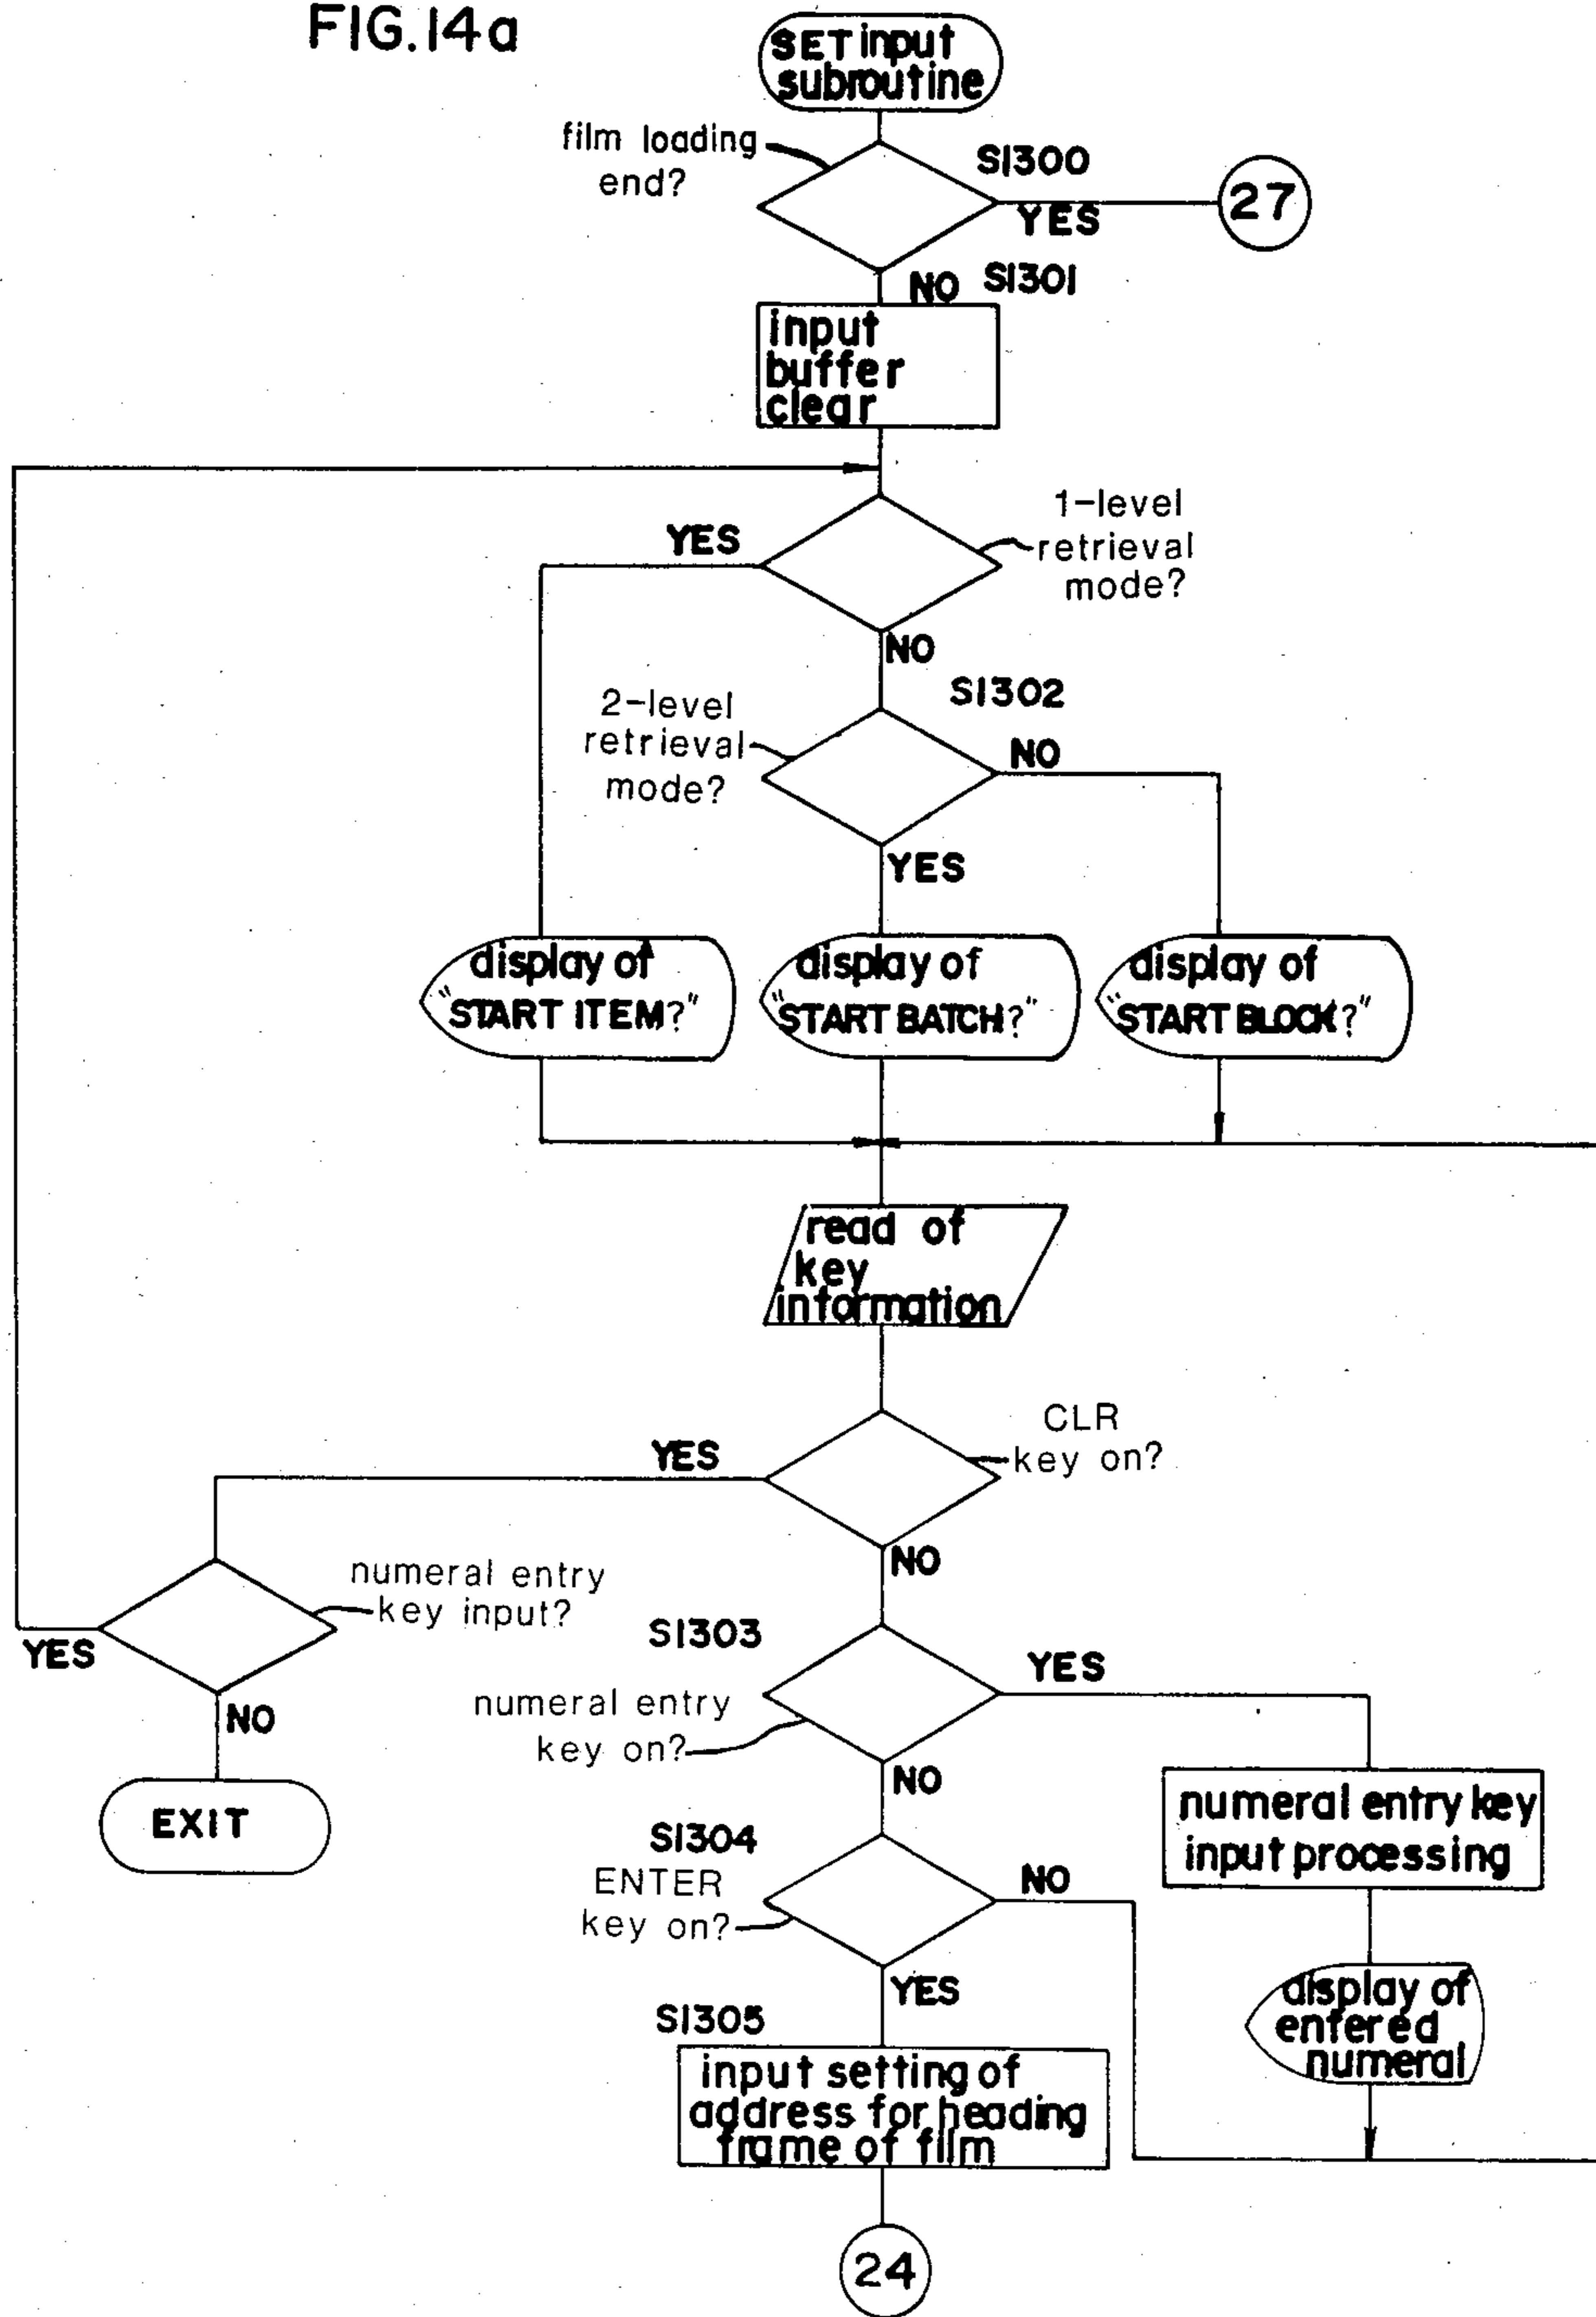 FIG.14a
SET input
subroutine
film loading
end?
S1300
YES
27
NO
S1301
input
buffer
clear
YES
1-level
retrieval
mode?
NO
S1302
2-level
retrieval
mode?
NO
YES
display of
"START ITEM?"
display of
"START BATCH?"
display of
"START BLOCK?"
read of
key
information
CLR
key on?
YES
NO
numeral entry
key input?
YES
NO
EXIT
S1303
numeral entry
key on?
YES
NO
numeral entry key
input processing
S1304
ENTER
key on?
NO
YES
display of
entered
numeral
S1305
input setting of
address for heading
frame of film
24